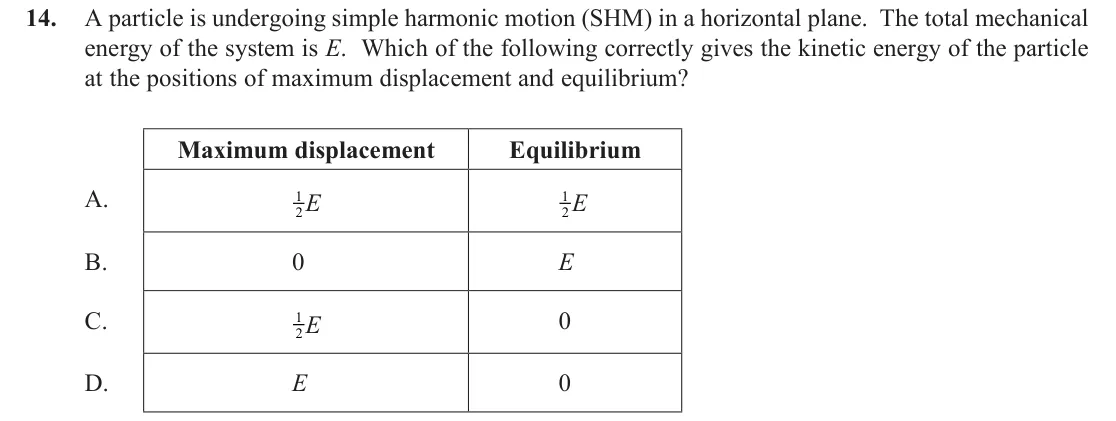 14. A particle is undergoing simple harmonic motion (SHM) in a horizontal plane. The total mechanical
energy of the system is E. Which of the following correctly gives the kinetic energy of the particle
at the positions of maximum displacement and equilibrium?
Maximum displacement Equilibrium
A. ½E ½E
B. 0 E
C. ½E 0
D. E 0